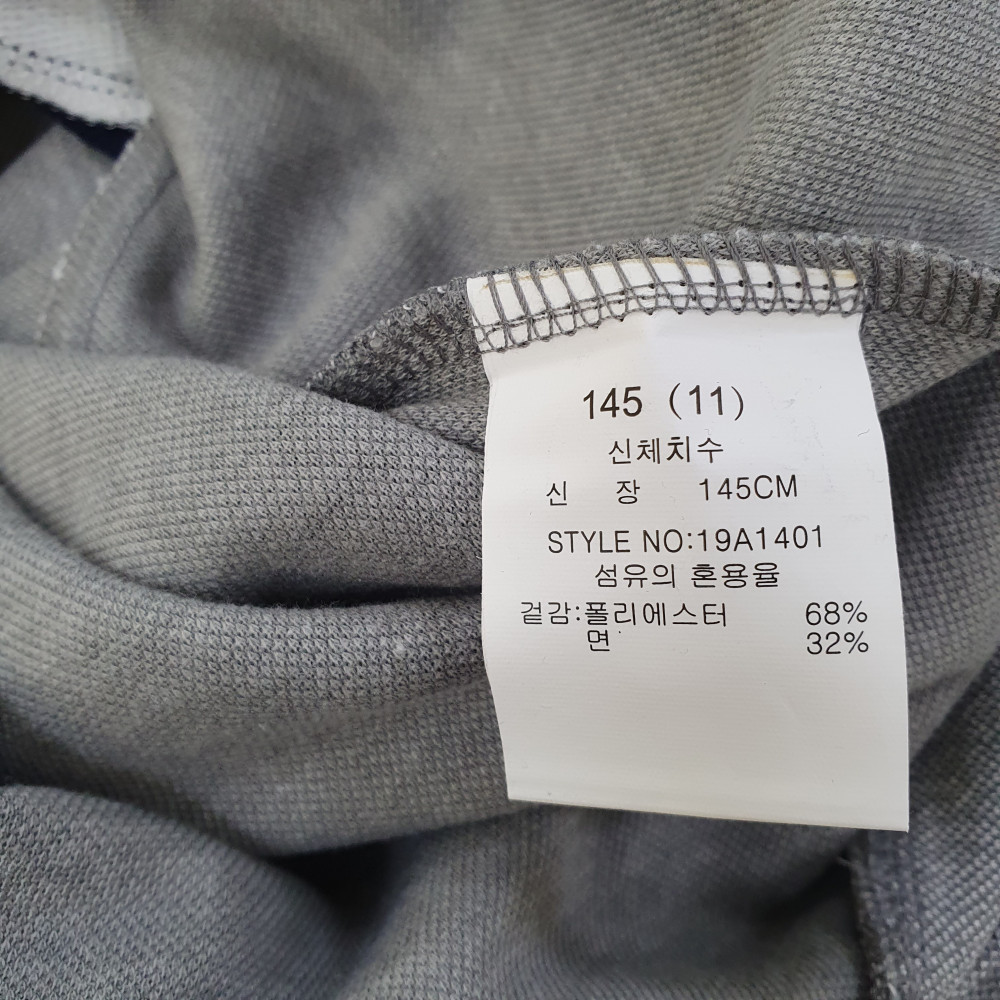 145 (11)
신체치수
신 장 145CM
STYLE NO:19A1401
섬유의 혼용율
겉감:폴리에스터 68%
면 32%